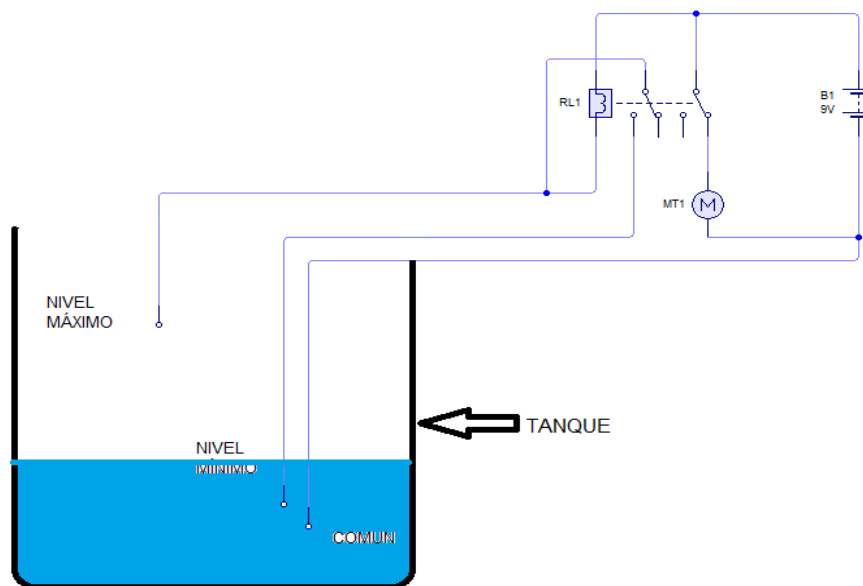 RL1
B1
9V
MT1
M
NIVEL
MÁXIMO
TANQUE
NIVEL
MÍNIMO
COMUN